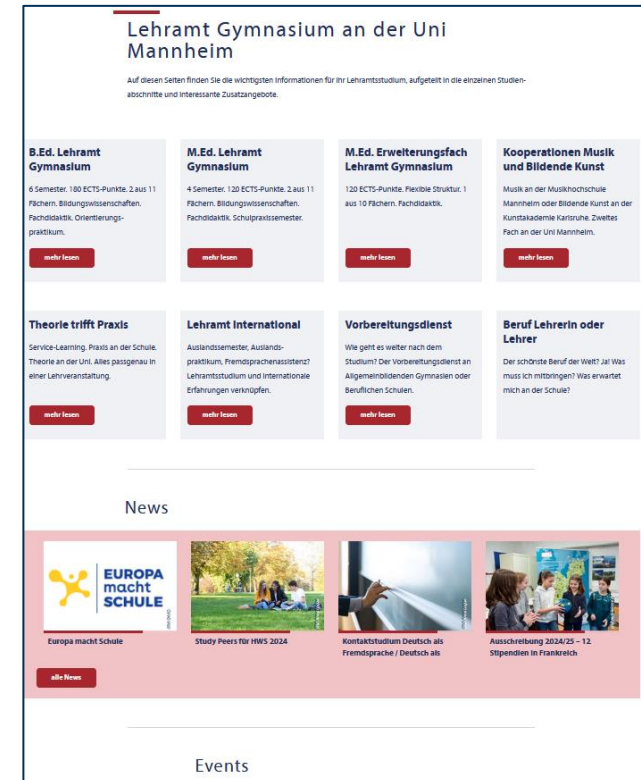 Lehramt Gymnasium an der Uni
Mannheim
Auf diesen Seiten finden Sie die wichtigsten Informationen für Ihr Lehramtsstudium, aufgeteilt in die einzelnen Studien-
abschnitte und interessante Zusatzangebote.
B.Ed. Lehramt
Gymnasium
6 Semester. 180 ECTS-Punkte. 2 aus 11
Fächern. Bildungswissenschaften.
Fachdidaktik. Orientierungs-
praktikum.
mehr lesen
M.Ed. Lehramt
Gymnasium
4 Semester. 120 ECTS-Punkte. 2 aus 11
Fächern. Bildungswissenschaften.
Fachdidaktik. Schulpraxissemester.
mehr lesen
M.Ed. Erweiterungsfach
Lehramt Gymnasium
120 ECTS-Punkte. Flexible Struktur. 1
aus 10 Fächern. Fachdidaktik.
mehr lesen
Kooperationen Musik
und Bildende Kunst
Musik an der Musikhochschule
Mannheim oder Bildende Kunst an der
Kunstakademie Karlsruhe. Zweites
Fach an der Uni Mannheim.
mehr lesen
Theorie trifft Praxis
Service-Learning. Praxis an der Schule.
Theorie an der Uni. Alles passgenau in
einer Lehrveranstaltung.
mehr lesen
Lehramt International
Auslandssemester, Auslands-
praktikum, Fremdsprachenassistenz?
Lehramtsstudium und internationale
Erfahrungen verknüpfen.
mehr lesen
Vorbereitungsdienst
Wie geht es weiter nach dem
Studium? Der Vorbereitungsdienst an
Allgemeinbildenden Gymnasien oder
Beruflichen Schulen.
mehr lesen
Beruf Lehrerin oder
Lehrer
Der schönste Beruf der Welt? Ja! Was
muss ich mitbringen? Was erwartet
mich an der Schule?
News
EUROPA
macht
SCHULE
Europa macht Schule
Study Peers für HWS 2024
Kontaktstudium Deutsch als
Fremdsprache / Deutsch als
Ausschreibung 2024/25 – 12
Stipendien in Frankreich
alle News
Events